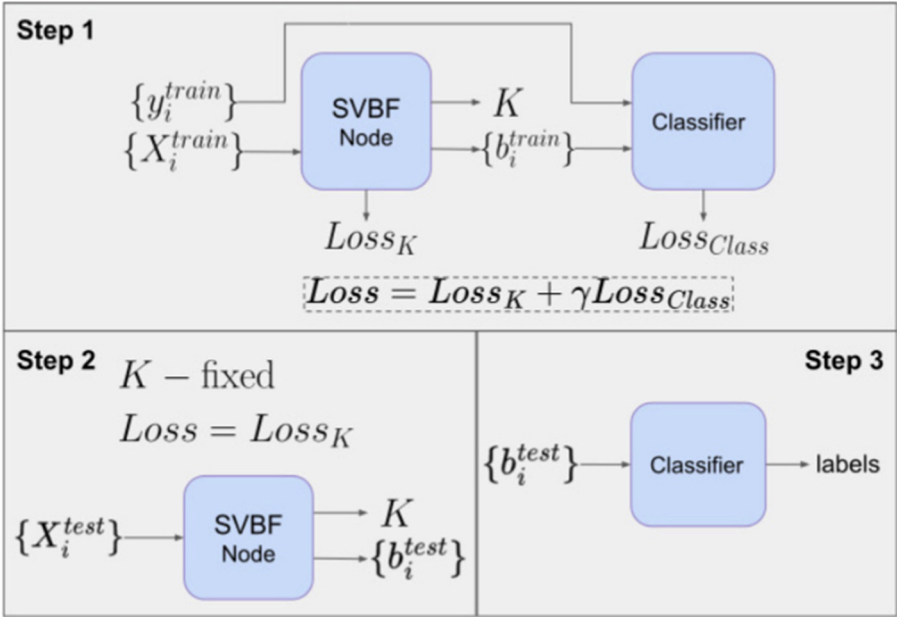 Step 1
{y_i^{train}}
{X_i^{train}}
SVBF
Node
K
{b_i^{train}}
Classifier
Loss_K
Loss_{Class}
Loss = Loss_K + γLoss_{Class}
Step 2
K − fixed
Loss = Loss_K
{X_i^{test}}
SVBF
Node
K
{b_i^{test}}
Step 3
{b_i^{test}}
Classifier
labels